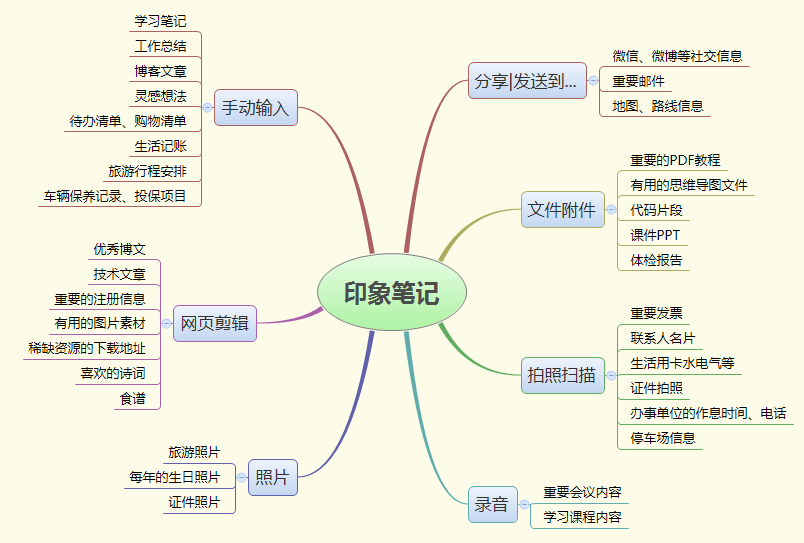 印象笔记
手动输入
学习笔记
工作总结
博客文章
灵感想法
待办清单、购物清单
生活记账
旅游行程安排
车辆保养记录、投保项目
网页剪辑
优秀博文
技术文章
重要的注册信息
有用的图片素材
稀缺资源的下载地址
喜欢的诗词
食谱
照片
旅游照片
每年的生日照片
证件照片
分享|发送到...
微信、微博等社交信息
重要邮件
地图、路线信息
文件附件
重要的PDF教程
有用的思维导图文件
代码片段
课件PPT
体检报告
拍照扫描
重要发票
联系人名片
生活用卡水电气等
证件拍照
办事单位的作息时间、电话
停车场信息
录音
重要会议内容
学习课程内容